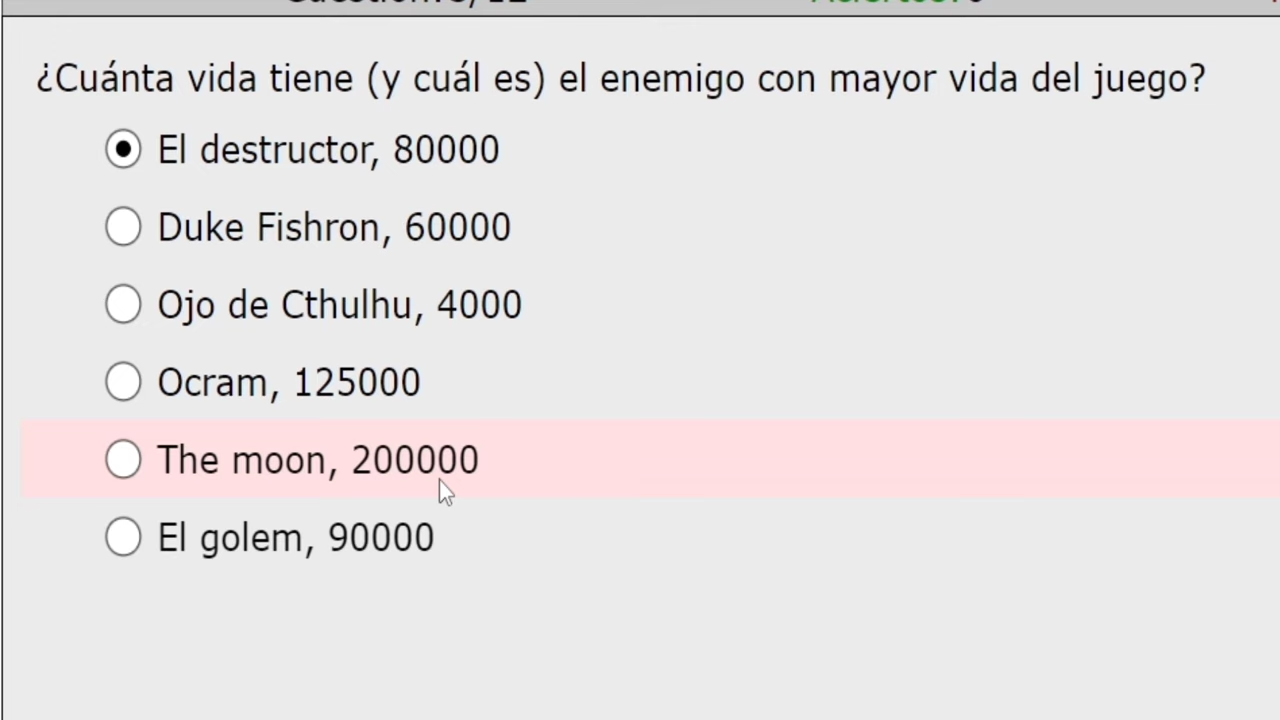 ¿Cuánta vida tiene (y cuál es) el enemigo con mayor vida del juego?
El destructor, 80000
Duke Fishron, 60000
Ojo de Cthulhu, 4000
Ocram, 125000
The moon, 200000
El golem, 90000